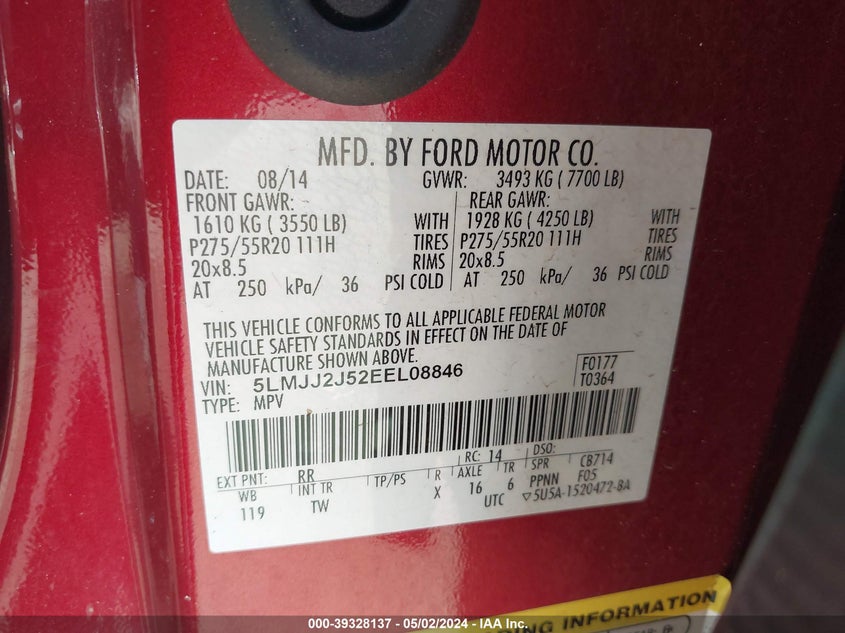 MFD. BY FORD MOTOR CO.
DATE: 08/14 GVWR: 3493 KG ( 7700 LB)
FRONT GAWR: REAR GAWR:
1610 KG ( 3550 LB) WITH 1928 KG ( 4250 LB) WITH
P275/55R20 111H TIRES P275/55R20 111H TIRES
20x8.5 RIMS 20x8.5 RIMS
AT 250 kPa/ 36 PSI COLD AT 250 kPa/ 36 PSI COLD
THIS VEHICLE CONFORMS TO ALL APPLICABLE FEDERAL MOTOR
VEHICLE SAFETY STANDARDS IN EFFECT ON THE DATE OF
MANUFACTURE SHOWN ABOVE.
VIN: 5LMJJ2J52EEL08846 F0177
TYPE: MPV T0364
EXT PNT: RR RC: 14 DSO:
WB INT TR TP/PS R AXLE TR SPR CB714
119 TW X 16 6 PPNN F05
UTC ▽5U5A-1520472-BA
INFORMATION
000-39328137 - 05/02/2024 - IAA Inc.